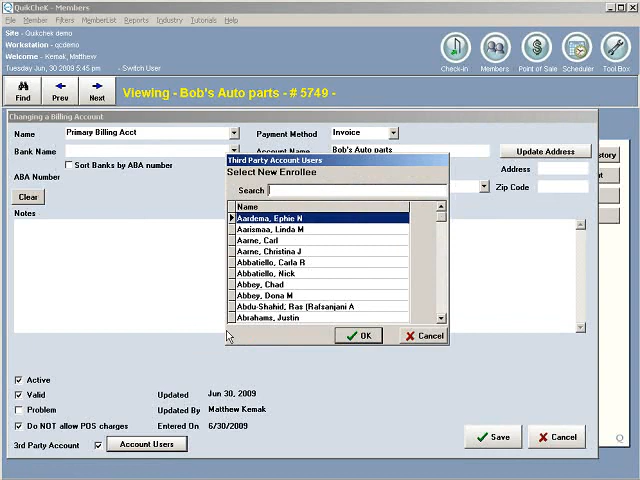 QuikCheK - Members
File Member Filters MemberList Reports Industry Tutorials Help
Site - Quikchek demo
Workstation - qcdemo
Welcome - Kemak, Matthew
Tuesday Jun, 30 2009 5:45 pm - Switch User
Check-in Members Point of Sale Scheduler Tool Box
Find Prev Next
Viewing - Bob's Auto parts - # 5749 -
Changing a Billing Account
Name Primary Billing Acct Payment Method Invoice
Bank Name Account Name Bob's Auto parts Update Address
Sort Banks by ABA number
ABA Number
Address
Zip Code
Clear
Notes
Third Party Account Users
Select New Enrollee
Search
Name
Aardema, Ephie N
Aarismaa, Linda M
Aarne, Carl
Aarne, Christina J
Abbatiello, Carla R
Abbatiello, Nick
Abbey, Chad
Abbey, Dona M
Abdu-Shahid, Ras (Rafsanjani A
Abrahams, Justin
OK Cancel
Active
Valid Updated Jun 30, 2009
Problem Updated By Matthew Kemak
Do NOT allow POS charges Entered On 6/30/2009
3rd Party Account Account Users
Save Cancel